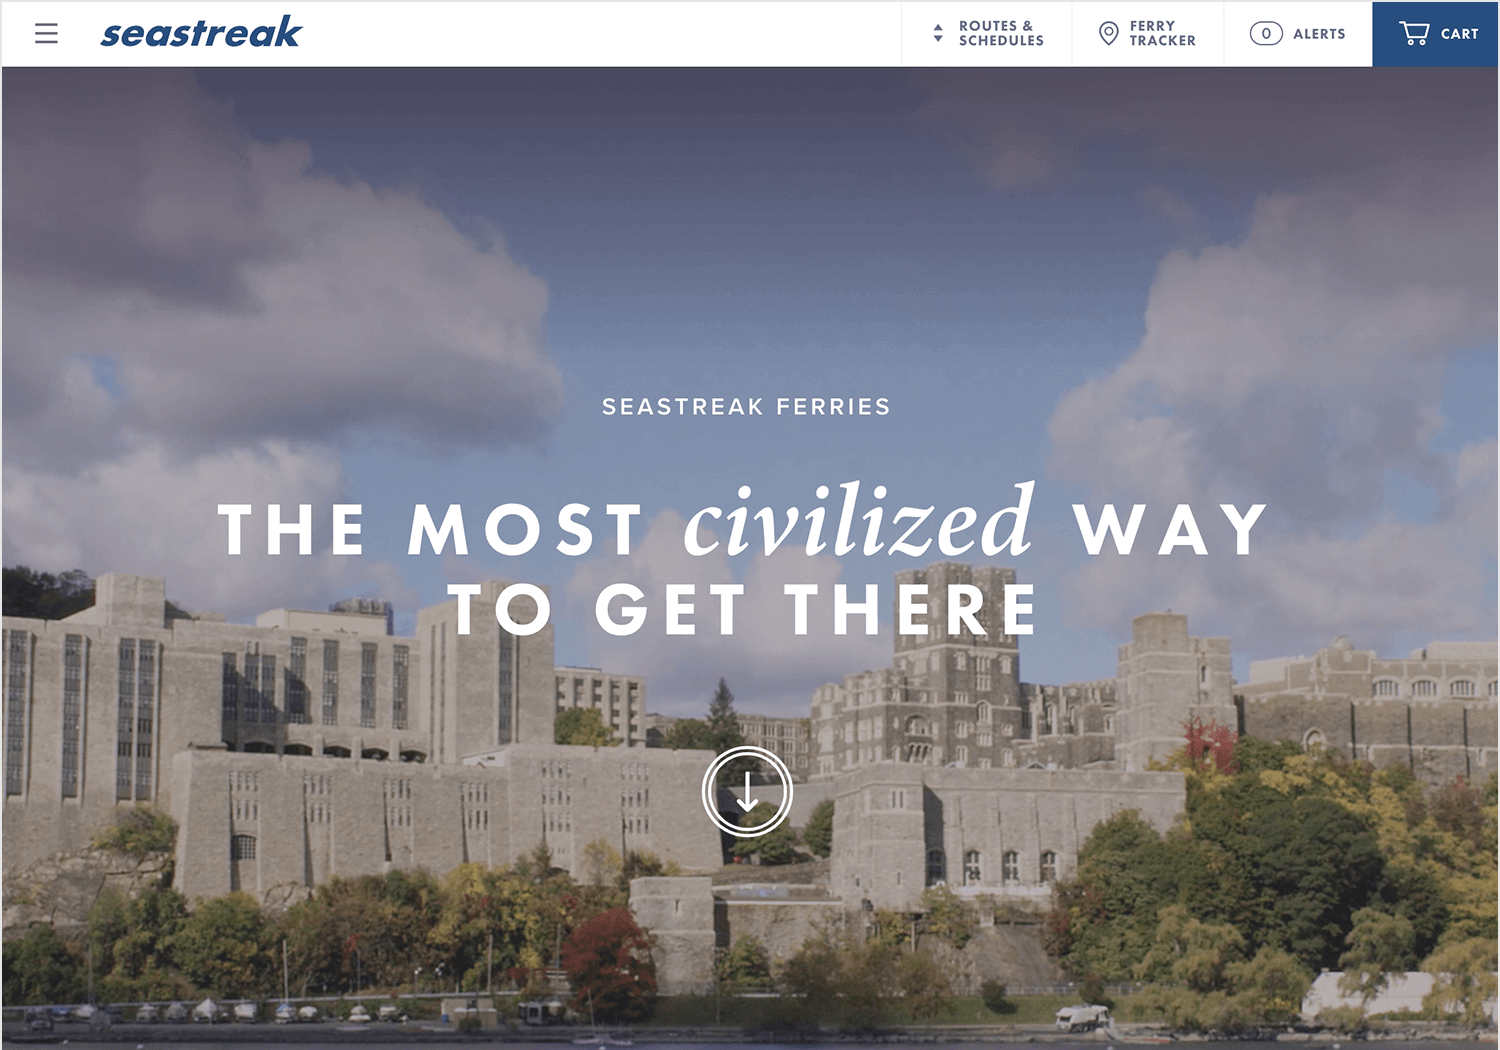 seastreak
ROUTES &
SCHEDULES
FERRY
TRACKER
0
ALERTS
CART
SEASTREAK FERRIES
THE MOST civilized WAY
TO GET THERE